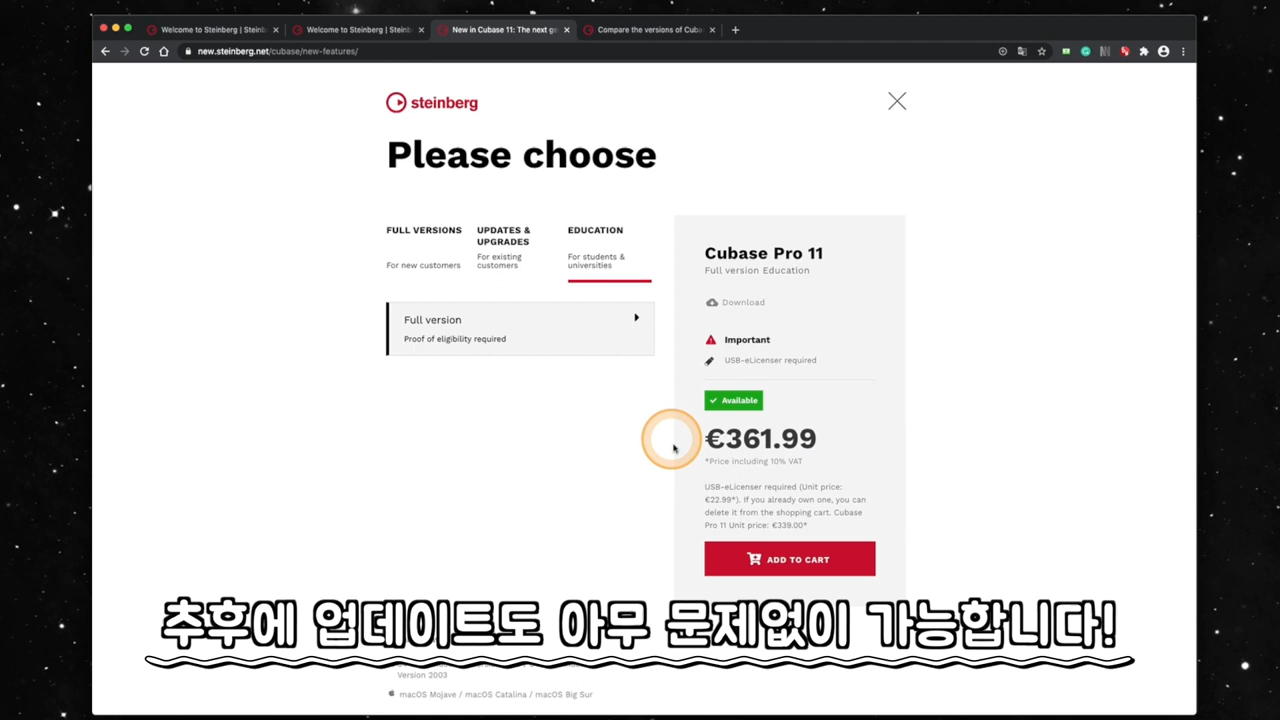 Welcome to Steinberg | Steinb
Welcome to Steinberg | Steinb
New in Cubase 11: The next ge
Compare the versions of Cuba
new.steinberg.net/cubase/new-features/
steinberg
Please choose
FULL VERSIONS
For new customers
UPDATES &
UPGRADES
For existing
customers
EDUCATION
For students &
universities
Full version
Proof of eligibility required
Cubase Pro 11
Full version Education
Download
Important
USB-eLicenser required
Available
€361.99
*Price including 10% VAT
USB-eLicenser required (Unit price:
€22.99*). If you already own one, you can
delete it from the shopping cart. Cubase
Pro 11 Unit price: €339.00*
ADD TO CART
추후에 업데이트도 아무 문제없이 가능합니다!
Version 2003
macOS Mojave / macOS Catalina / macOS Big Sur